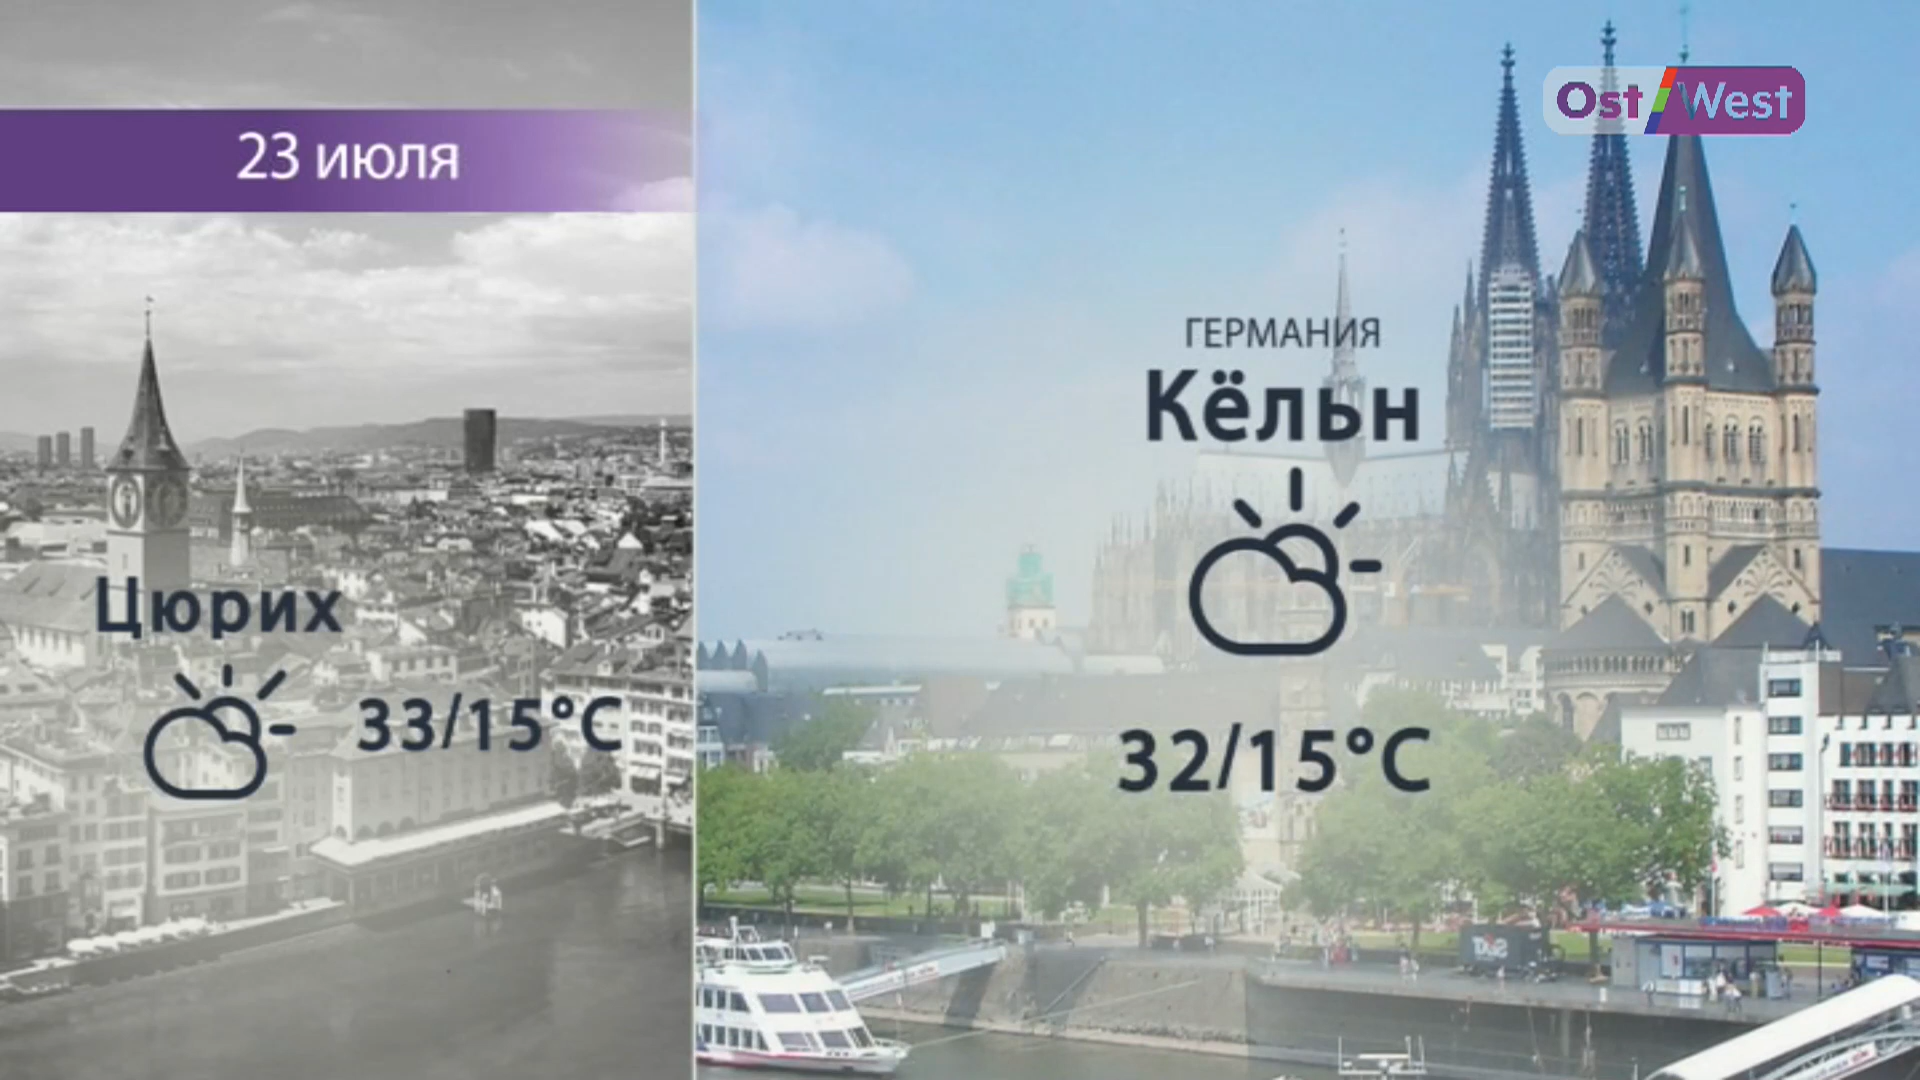 23 июля
Цюрих
33/15°C
ГЕРМАНИЯ
Кёльн
32/15°C
Ost/West